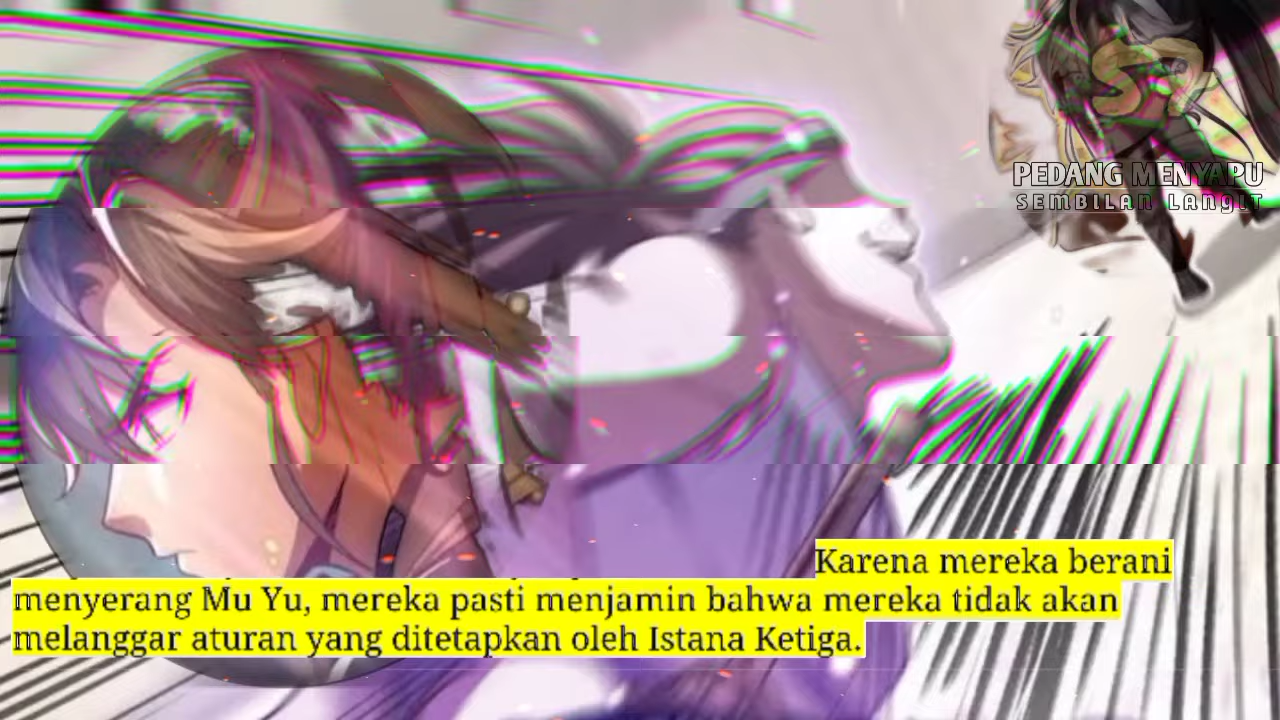 PEDANG MENYAPU
SEMBILAN LANGIT
Karena mereka berani
menyerang Mu Yu, mereka pasti menjamin bahwa mereka tidak akan
melanggar aturan yang ditetapkan oleh Istana Ketiga.